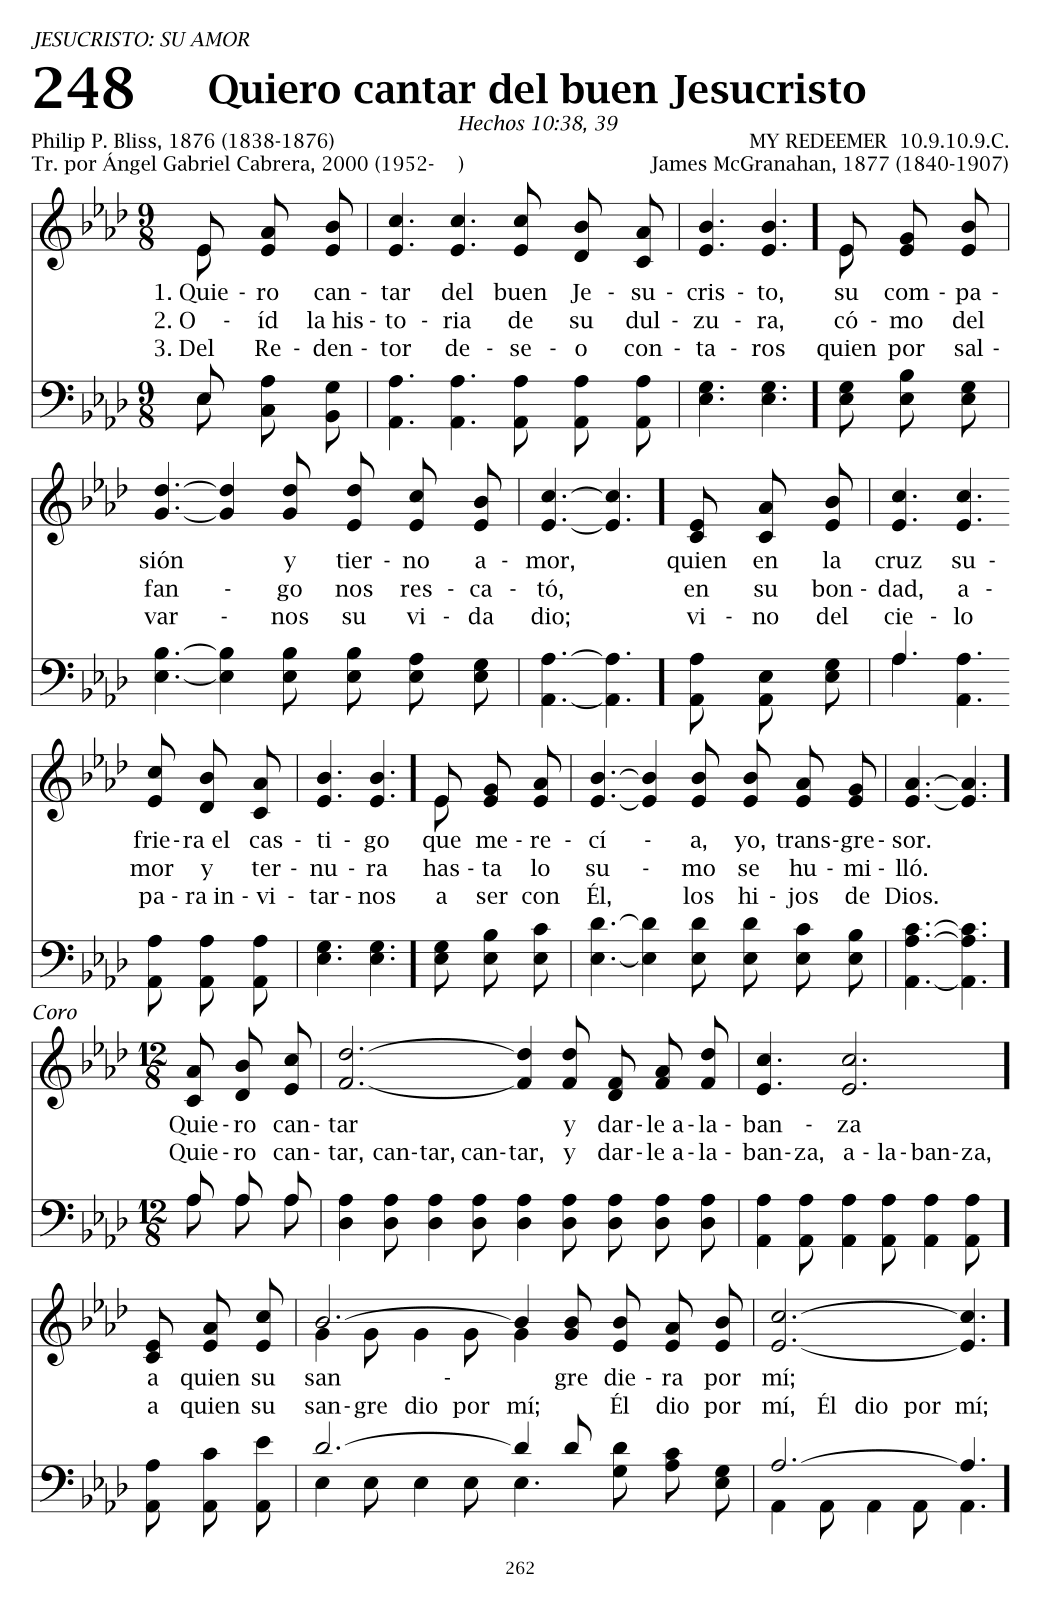 JESUCRISTO: SU AMOR
248 Quiero cantar del buen Jesucristo
Hechos 10:38, 39
Philip P. Bliss, 1876 (1838-1876) MY REDEEMER 10.9.10.9.C.
Tr. por Ángel Gabriel Cabrera, 2000 (1952- ) James McGranahan, 1877 (1840-1907)
9
8
1. Quie - ro can - tar del buen Je - su - cris - to, su com - pa -
2. O - íd la his - to - ria de su dul - zu - ra, có - mo del
3. Del Re - den - tor de - se - o con - ta - ros quien por sal -
9
8
sión y tier - no a - mor, quien en la cruz su -
fan - go nos res - ca - tó, en su bon - dad, a -
var - nos su vi - da dio; vi - no del cie - lo
frie - ra el cas - ti - go que me - re - cí - a, yo, trans - gre - sor.
mor y ter - nu - ra has - ta lo su - mo se hu - mi - lló.
pa - ra in - vi - tar - nos a ser con Él, los hi - jos de Dios.
Coro
12
8
Quie - ro can - tar y dar - le a - la - ban - za
Quie - ro can - tar, can - tar, can - tar, y dar - le a - la - ban - za, a - la - ban - za,
12
8
a quien su san - gre die - ra por mí;
a quien su san - gre dio por mí; Él dio por mí, Él dio por mí;
262